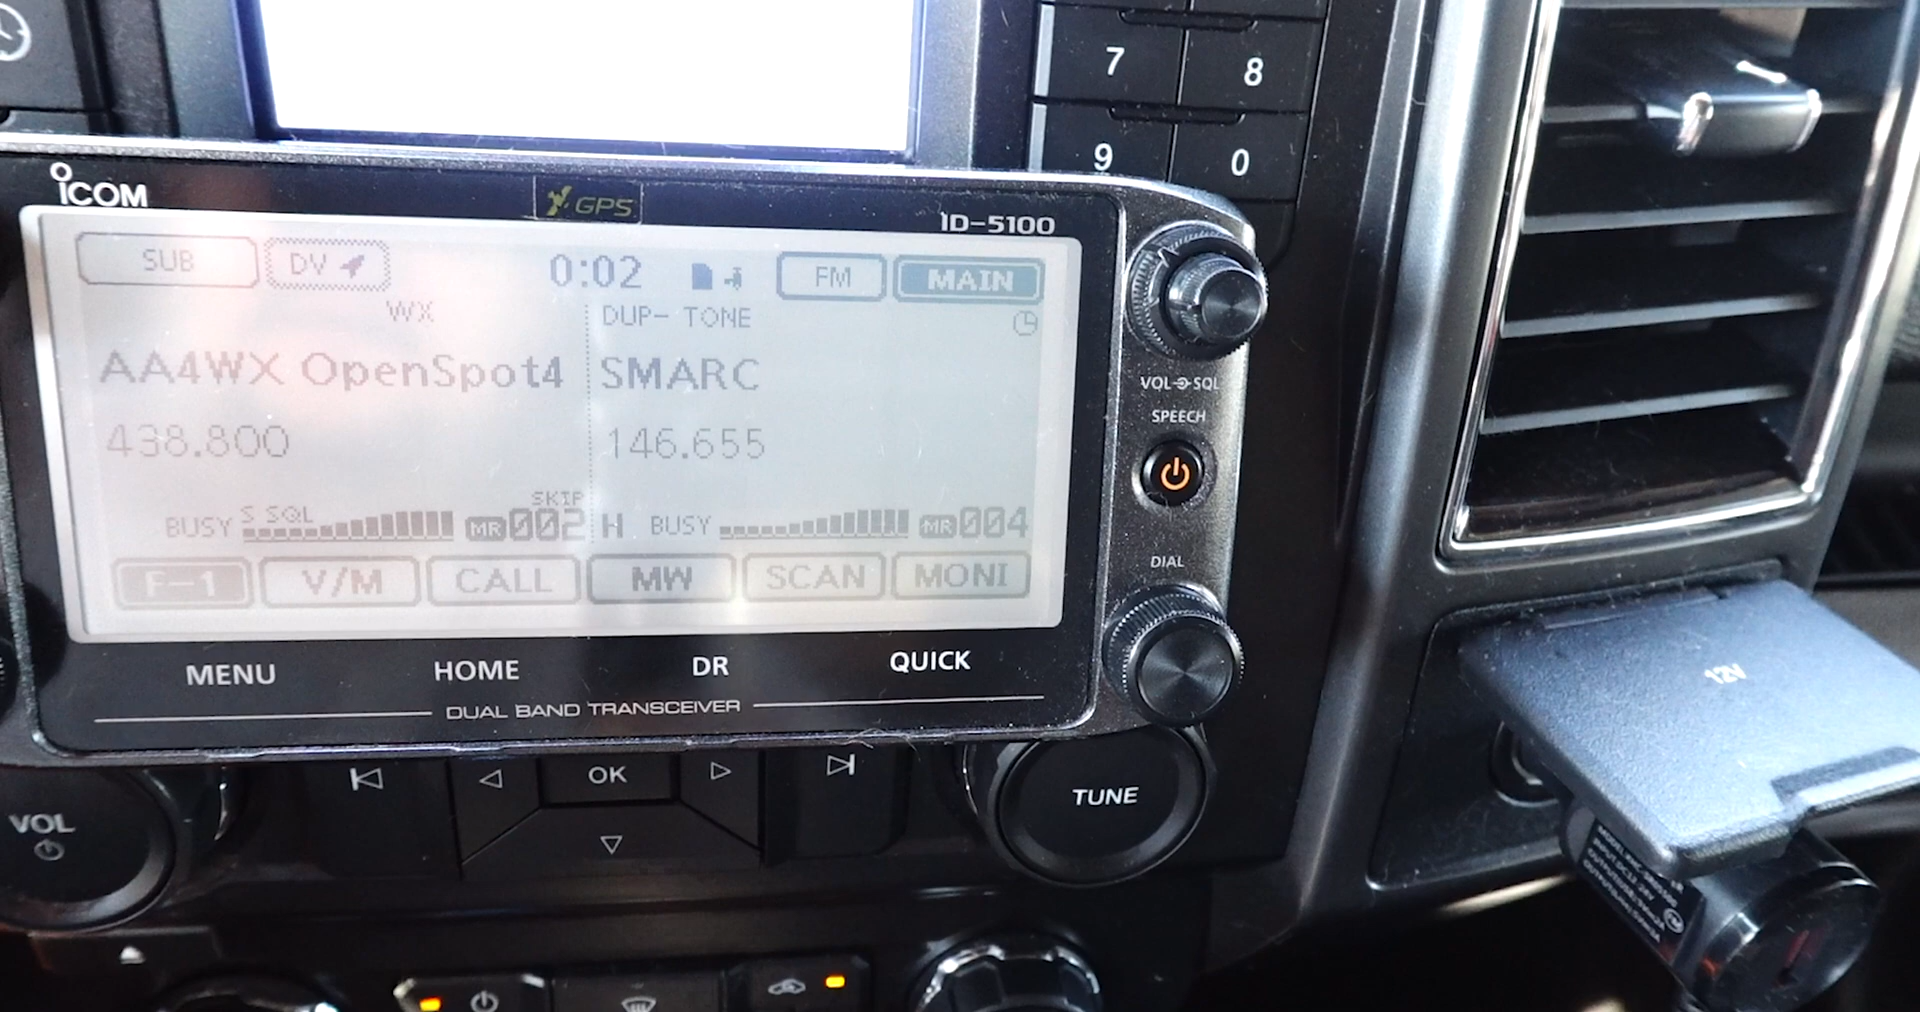 7 8
9 0
ICOM
GPS
ID-5100
SUB DV 0:02 FM MAIN
WX DUP- TONE
AA4WX OpenSpot4 SMARC
438.800 146.655
SKIP
S SQL
BUSY MR 002 H BUSY MR 004
F-1 V/M CALL MW SCAN MONI
MENU HOME DR QUICK
DUAL BAND TRANSCEIVER
VOL SQL
SPEECH
DIAL
12V
OK
VOL
TUNE